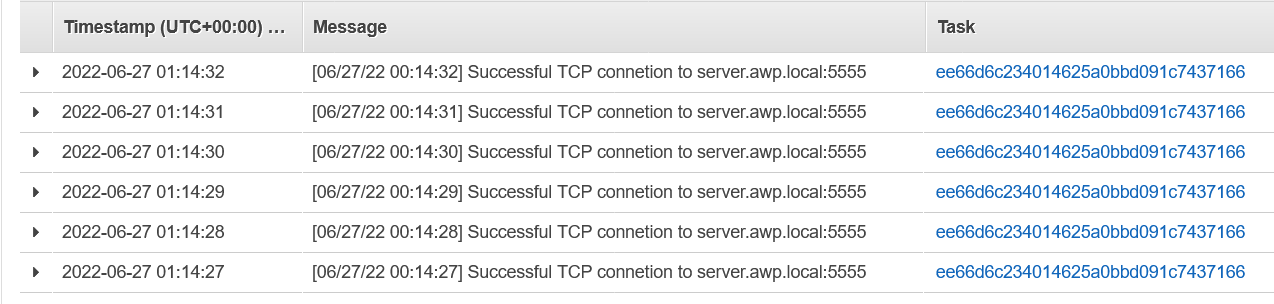 Timestamp (UTC+00:00) ... Message Task
2022-06-27 01:14:32 [06/27/22 00:14:32] Successful TCP connetion to server.awp.local:5555 ee66d6c234014625a0bbd091c7437166
2022-06-27 01:14:31 [06/27/22 00:14:31] Successful TCP connetion to server.awp.local:5555 ee66d6c234014625a0bbd091c7437166
2022-06-27 01:14:30 [06/27/22 00:14:30] Successful TCP connetion to server.awp.local:5555 ee66d6c234014625a0bbd091c7437166
2022-06-27 01:14:29 [06/27/22 00:14:29] Successful TCP connetion to server.awp.local:5555 ee66d6c234014625a0bbd091c7437166
2022-06-27 01:14:28 [06/27/22 00:14:28] Successful TCP connetion to server.awp.local:5555 ee66d6c234014625a0bbd091c7437166
2022-06-27 01:14:27 [06/27/22 00:14:27] Successful TCP connetion to server.awp.local:5555 ee66d6c234014625a0bbd091c7437166